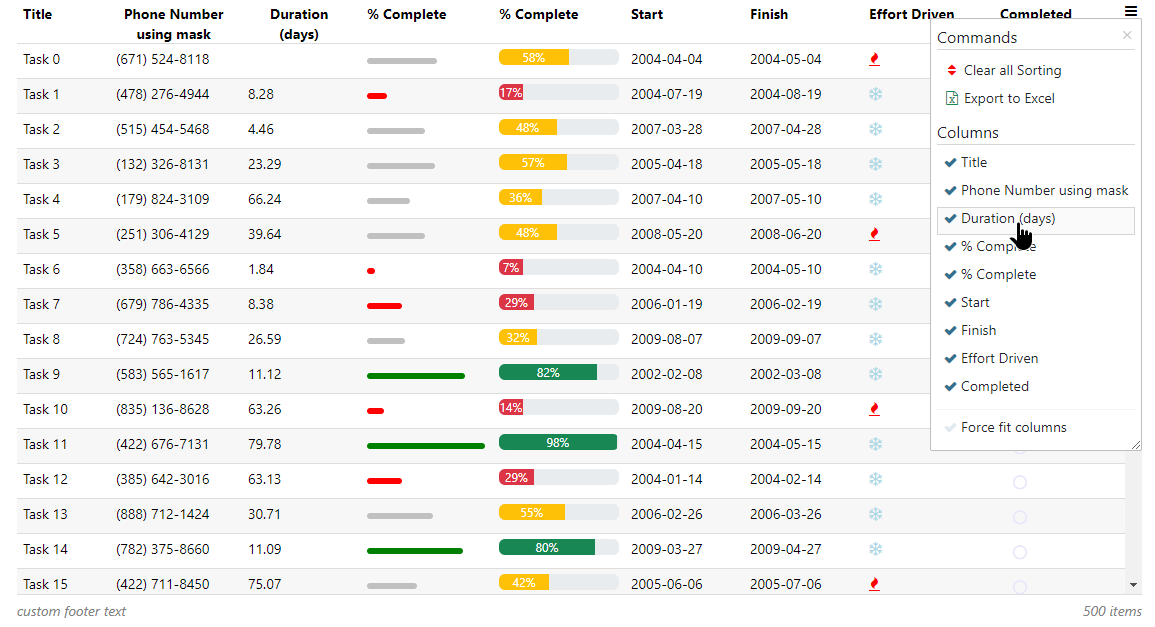 Title Phone Number Duration % Complete % Complete Start Finish Effort Driven Completed
using mask (days)
Task 0 (671) 524-8118 58% 2004-04-04 2004-05-04
Task 1 (478) 276-4944 8.28 17% 2004-07-19 2004-08-19
Task 2 (515) 454-5468 4.46 48% 2007-03-28 2007-04-28
Task 3 (132) 326-8131 23.29 57% 2005-04-18 2005-05-18
Task 4 (179) 824-3109 66.24 36% 2007-04-10 2007-05-10
Task 5 (251) 306-4129 39.64 48% 2008-05-20 2008-06-20
Task 6 (358) 663-6566 1.84 7% 2004-04-10 2004-05-10
Task 7 (679) 786-4335 8.38 29% 2006-01-19 2006-02-19
Task 8 (724) 763-5345 26.59 32% 2009-08-07 2009-09-07
Task 9 (583) 565-1617 11.12 82% 2002-02-08 2002-03-08
Task 10 (835) 136-8628 63.26 14% 2009-08-20 2009-09-20
Task 11 (422) 676-7131 79.78 98% 2004-04-15 2004-05-15
Task 12 (385) 642-3016 63.13 29% 2004-01-14 2004-02-14
Task 13 (888) 712-1424 30.71 55% 2006-02-26 2006-03-26
Task 14 (782) 375-8660 11.09 80% 2009-03-27 2009-04-27
Task 15 (422) 711-8450 75.07 42% 2005-06-06 2005-07-06
custom footer text 500 items
Commands ×
Clear all Sorting
Export to Excel
Columns
Title
Phone Number using mask
Duration (days)
% Complete
% Complete
Start
Finish
Effort Driven
Completed
Force fit columns